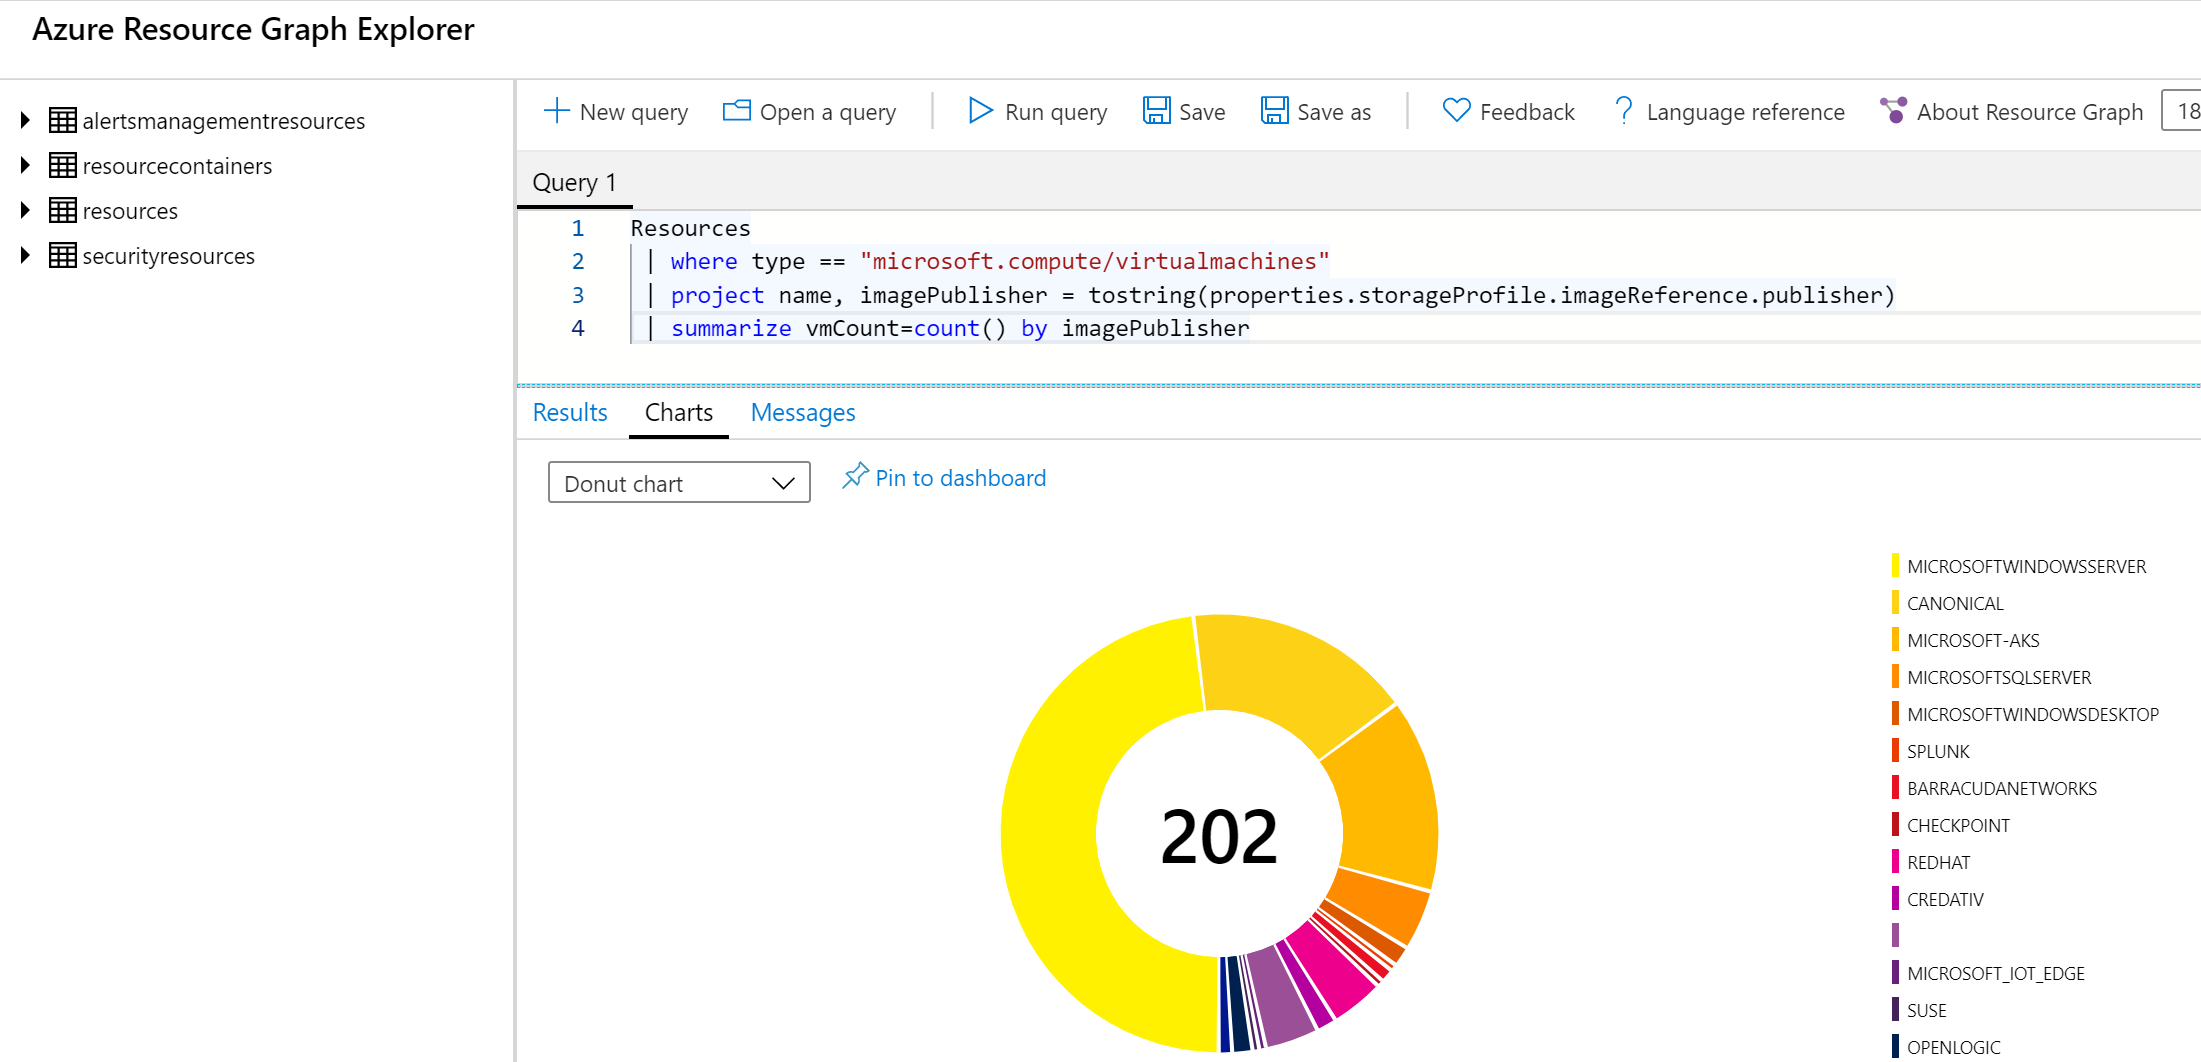 Azure Resource Graph Explorer
alertsmanagementresources
resourcecontainers
resources
securityresources
New query Open a query Run query Save Save as Feedback ? Language reference About Resource Graph 18
Query 1
1 Resources
2 | where type == "microsoft.compute/virtualmachines"
3 | project name, imagePublisher = tostring(properties.storageProfile.imageReference.publisher)
4 | summarize vmCount=count() by imagePublisher
Results Charts Messages
Donut chart Pin to dashboard
202
MICROSOFTWINDOWSSERVER
CANONICAL
MICROSOFT-AKS
MICROSOFTSQLSERVER
MICROSOFTWINDOWSDESKTOP
SPLUNK
BARRACUDANETWORKS
CHECKPOINT
REDHAT
CREDATIV
MICROSOFT_IOT_EDGE
SUSE
OPENLOGIC